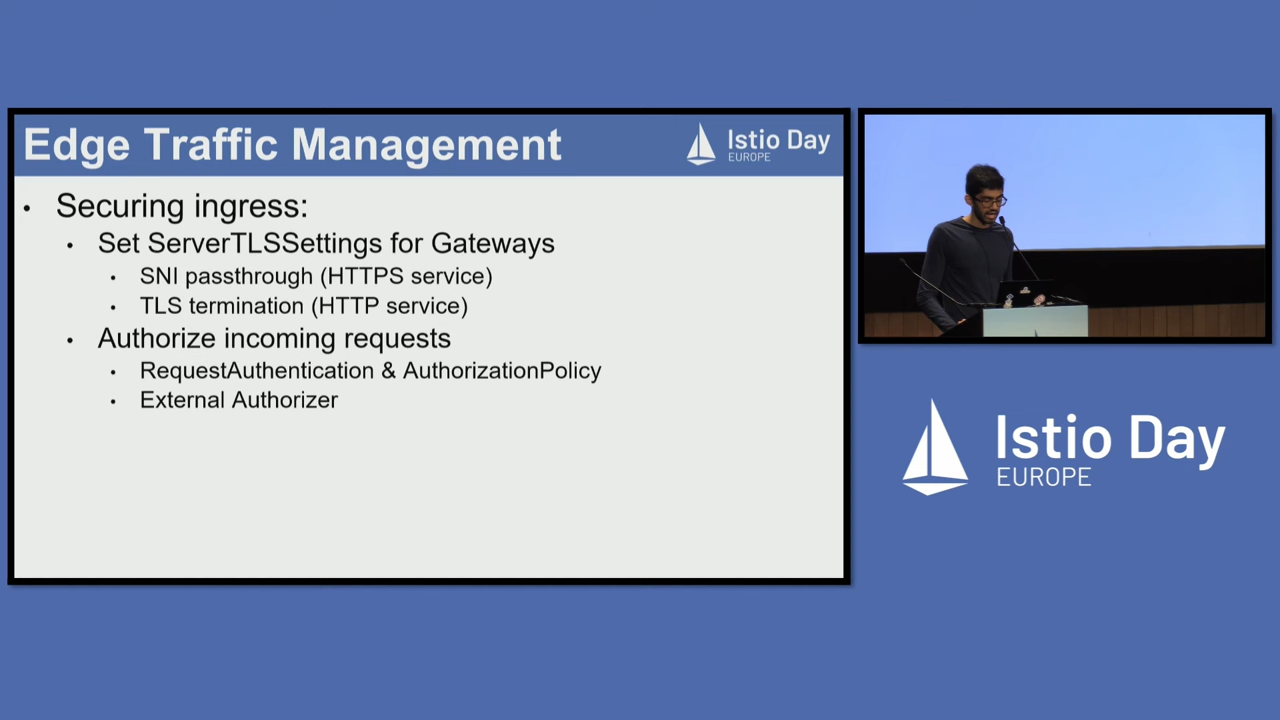 Edge Traffic Management
Istio Day
EUROPE
• Securing ingress:
• Set ServerTLSSettings for Gateways
• SNI passthrough (HTTPS service)
• TLS termination (HTTP service)
• Authorize incoming requests
• RequestAuthentication & AuthorizationPolicy
• External Authorizer
Istio Day
EUROPE